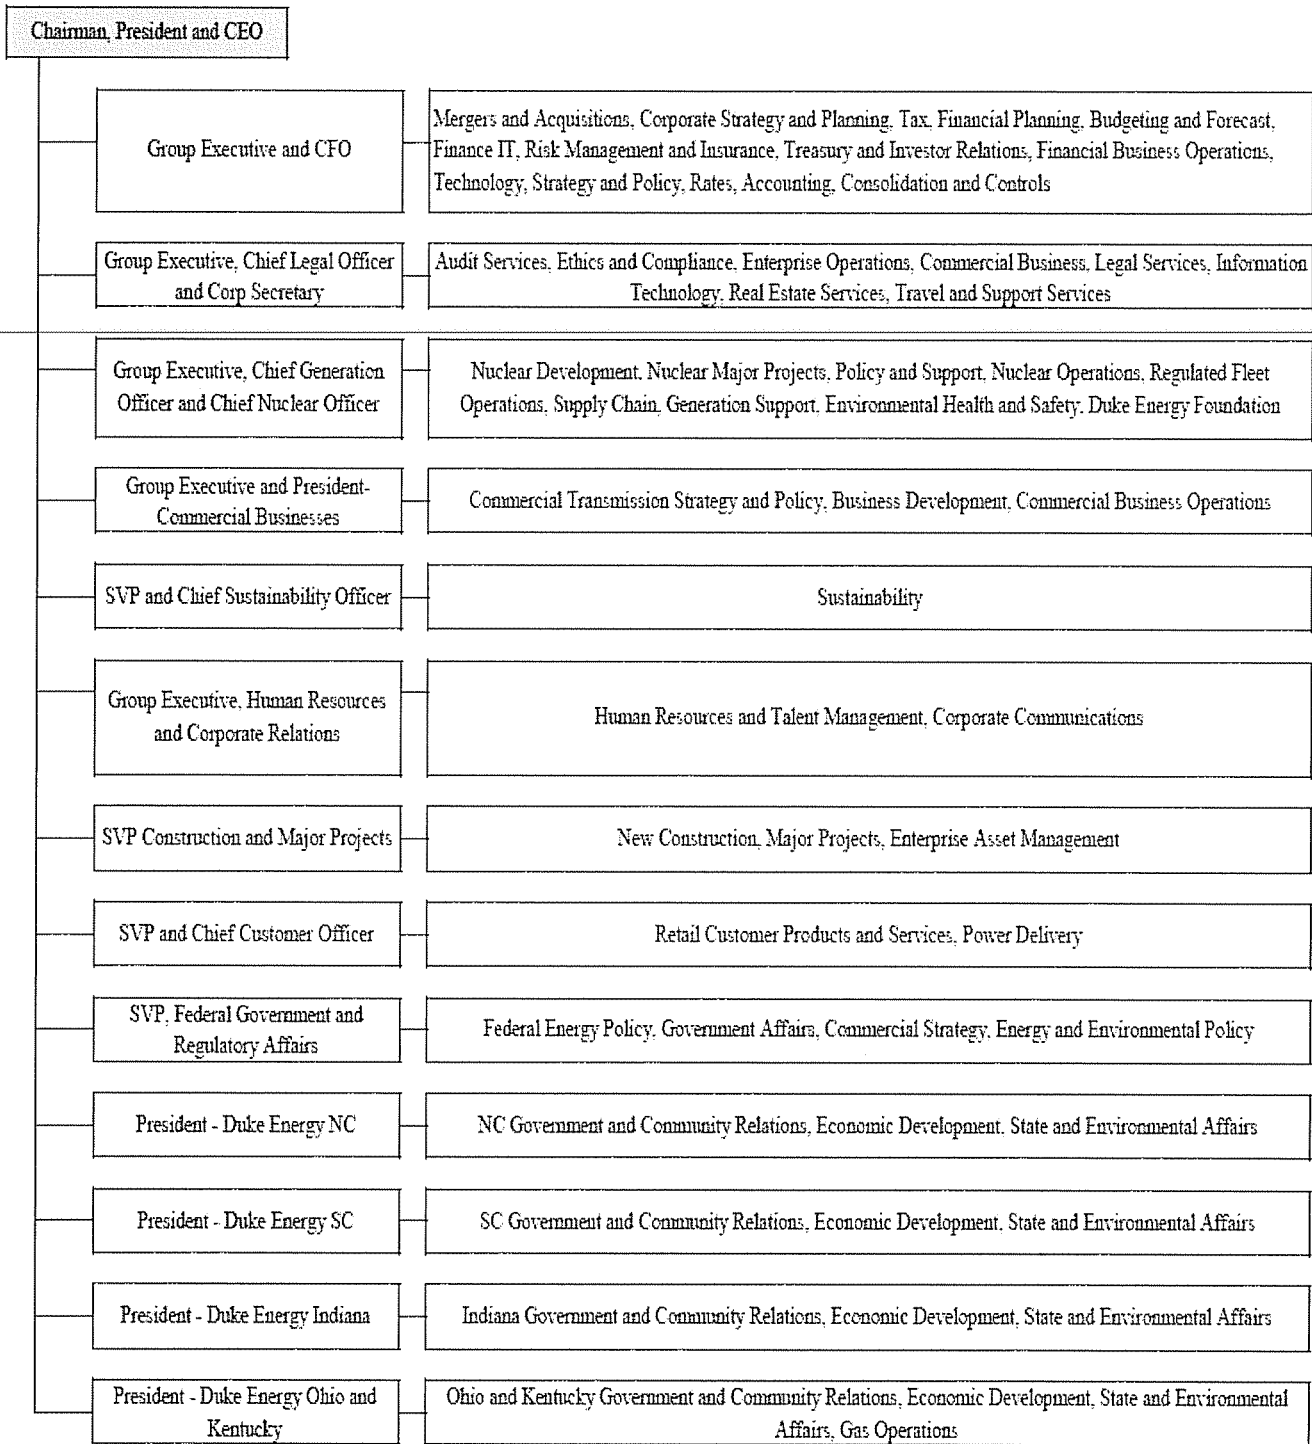 Chairman, President and CEO
Group Executive and CFO
Mergers and Acquisitions, Corporate Strategy and Planning, Tax, Financial Planning, Budgeting and Forecast,
Finance IT, Risk Management and Insurance, Treasury and Investor Relations, Financial Business Operations,
Technology, Strategy and Policy, Rates, Accounting, Consolidation and Controls
Group Executive, Chief Legal Officer
and Corp Secretary
Audit Services, Ethics and Compliance, Enterprise Operations, Commercial Business, Legal Services, Information
Technology, Real Estate Services, Travel and Support Services
Group Executive, Chief Generation
Officer and Chief Nuclear Officer
Nuclear Development, Nuclear Major Projects, Policy and Support, Nuclear Operations, Regulated Fleet
Operations, Supply Chain, Generation Support, Environmental Health and Safety, Duke Energy Foundation
Group Executive and President-
Commercial Businesses
Commercial Transmission Strategy and Policy, Business Development, Commercial Business Operations
SVP and Chief Sustainability Officer
Sustainability
Group Executive, Human Resources
and Corporate Relations
Human Resources and Talent Management, Corporate Communications
SVP Construction and Major Projects
New Construction, Major Projects, Enterprise Asset Management
SVP and Chief Customer Officer
Retail Customer Products and Services, Power Delivery
SVP, Federal Government and
Regulatory Affairs
Federal Energy Policy, Government Affairs, Commercial Strategy, Energy and Environmental Policy
President - Duke Energy NC
NC Government and Community Relations, Economic Development, State and Environmental Affairs
President - Duke Energy SC
SC Government and Community Relations, Economic Development, State and Environmental Affairs
President - Duke Energy Indiana
Indiana Government and Community Relations, Economic Development, State and Environmental Affairs
President - Duke Energy Ohio and
Kentucky
Ohio and Kentucky Government and Community Relations, Economic Development, State and Environmental
Affairs, Gas Operations